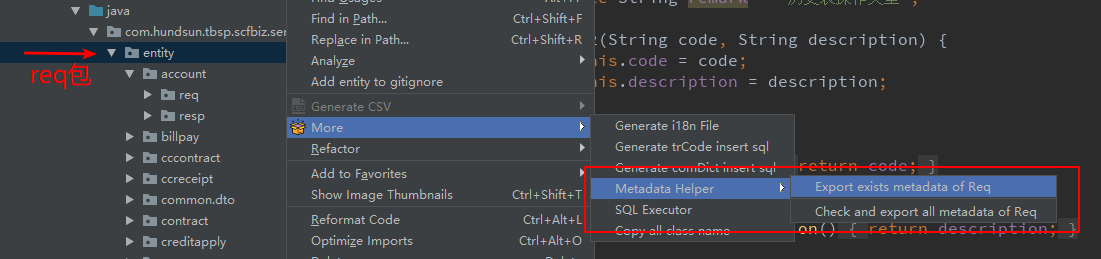 java
com.hundsun.tbsp.scfbiz.ser
entity
req包
account
req
resp
billpay
cccontract
ccreceipt
common.dto
contract
creditapply
Find in Path... Ctrl+Shift+F
Replace in Path... Ctrl+Shift+R
Analyze
Add entity to gitignore
Generate CSV
More
Refactor
Add to Favorites
Show Image Thumbnails Ctrl+Shift+T
Reformat Code Ctrl+Alt+L
Optimize Imports Ctrl+Alt+O
Generate i18n File
Generate trCode insert sql
Generate comDict insert sql
Metadata Helper
SQL Executor
Copy all class name
Export exists metadata of Req
Check and export all metadata of Req
String remark
(String code, String description) {
is.code = code;
is.description = description;
return code; }
on() { return description; }